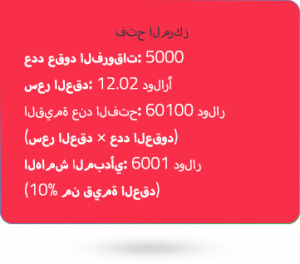 فتح المركز
عدد عقود الفروقات: 5000
سعر العقد: 12.02 دولارًا
القيمة عند الفتح: 60100 دولار
(سعر العقد × عدد العقود)
الهامش المبدأي: 6001 دولار
(10% من قيمة العقد)